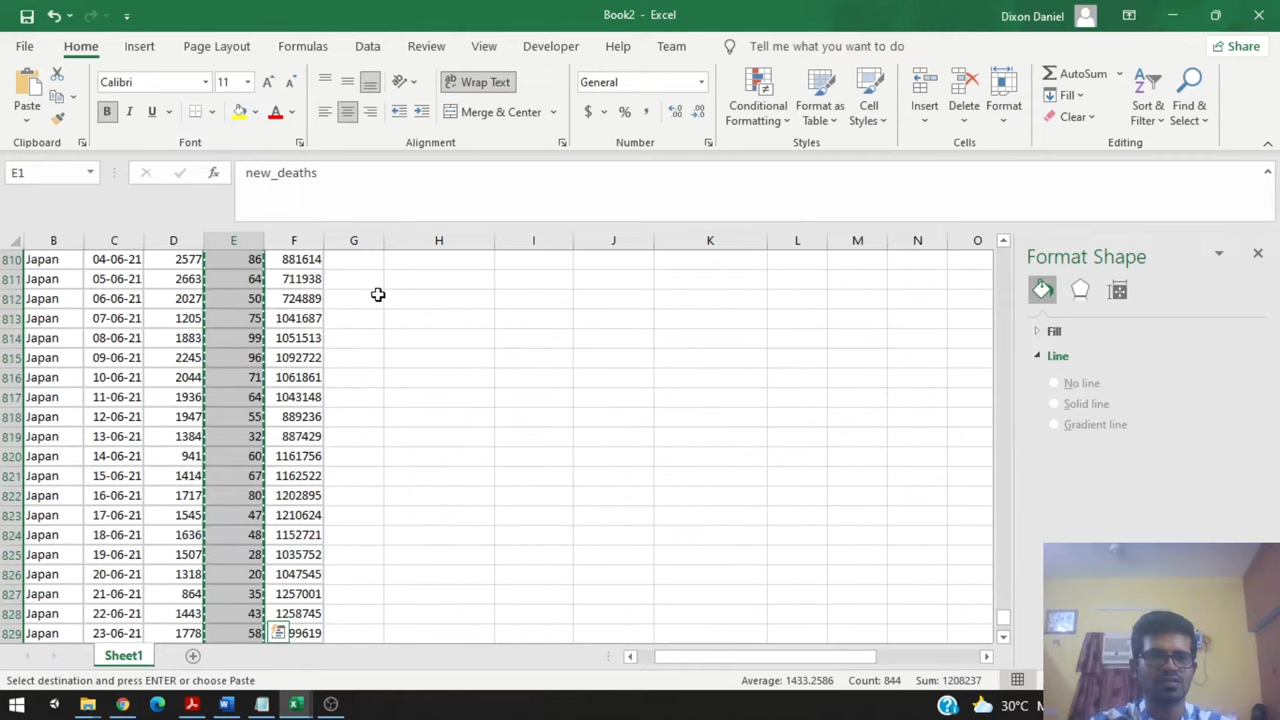 Book2 - Excel
Dixon Daniel
File Home Insert Page Layout Formulas Data Review View Developer Help Team Tell me what you want to do Share
Paste
Clipboard
Calibri 11
B I U
Font
Wrap Text
Merge & Center
Alignment
General
$ % ,
Number
Conditional Formatting
Format as Table
Cell Styles
Styles
Insert Delete Format
Cells
AutoSum
Fill
Clear
Sort & Filter
Find & Select
Editing
E1 fx new_deaths
B C D E F G H I J K L M N O
810 Japan 04-06-21 2577 86 881614
811 Japan 05-06-21 2663 64 711938
812 Japan 06-06-21 2027 50 724889
813 Japan 07-06-21 1205 75 1041687
814 Japan 08-06-21 1883 99 1051513
815 Japan 09-06-21 2245 96 1092722
816 Japan 10-06-21 2044 71 1061861
817 Japan 11-06-21 1936 64 1043148
818 Japan 12-06-21 1947 55 889236
819 Japan 13-06-21 1384 32 887429
820 Japan 14-06-21 941 60 1161756
821 Japan 15-06-21 1414 67 1162522
822 Japan 16-06-21 1717 80 1202895
823 Japan 17-06-21 1545 47 1210624
824 Japan 18-06-21 1636 48 1152721
825 Japan 19-06-21 1507 28 1035752
826 Japan 20-06-21 1318 20 1047545
827 Japan 21-06-21 864 35 1257001
828 Japan 22-06-21 1443 43 1258745
829 Japan 23-06-21 1778 58 99619
Format Shape
Fill
Line
No line
Solid line
Gradient line
Sheet1
Select destination and press ENTER or choose Paste
Average: 1433.2586 Count: 844 Sum: 1208237
30°C